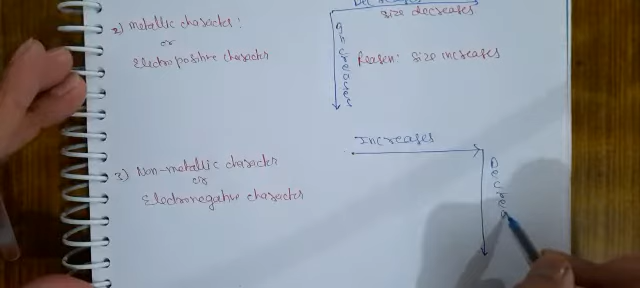 size decreases
2) Metallic character:
or
Electropositive character
Increases
Reason: Size increases
Increases
3) Non-metallic character
or
Electronegative character